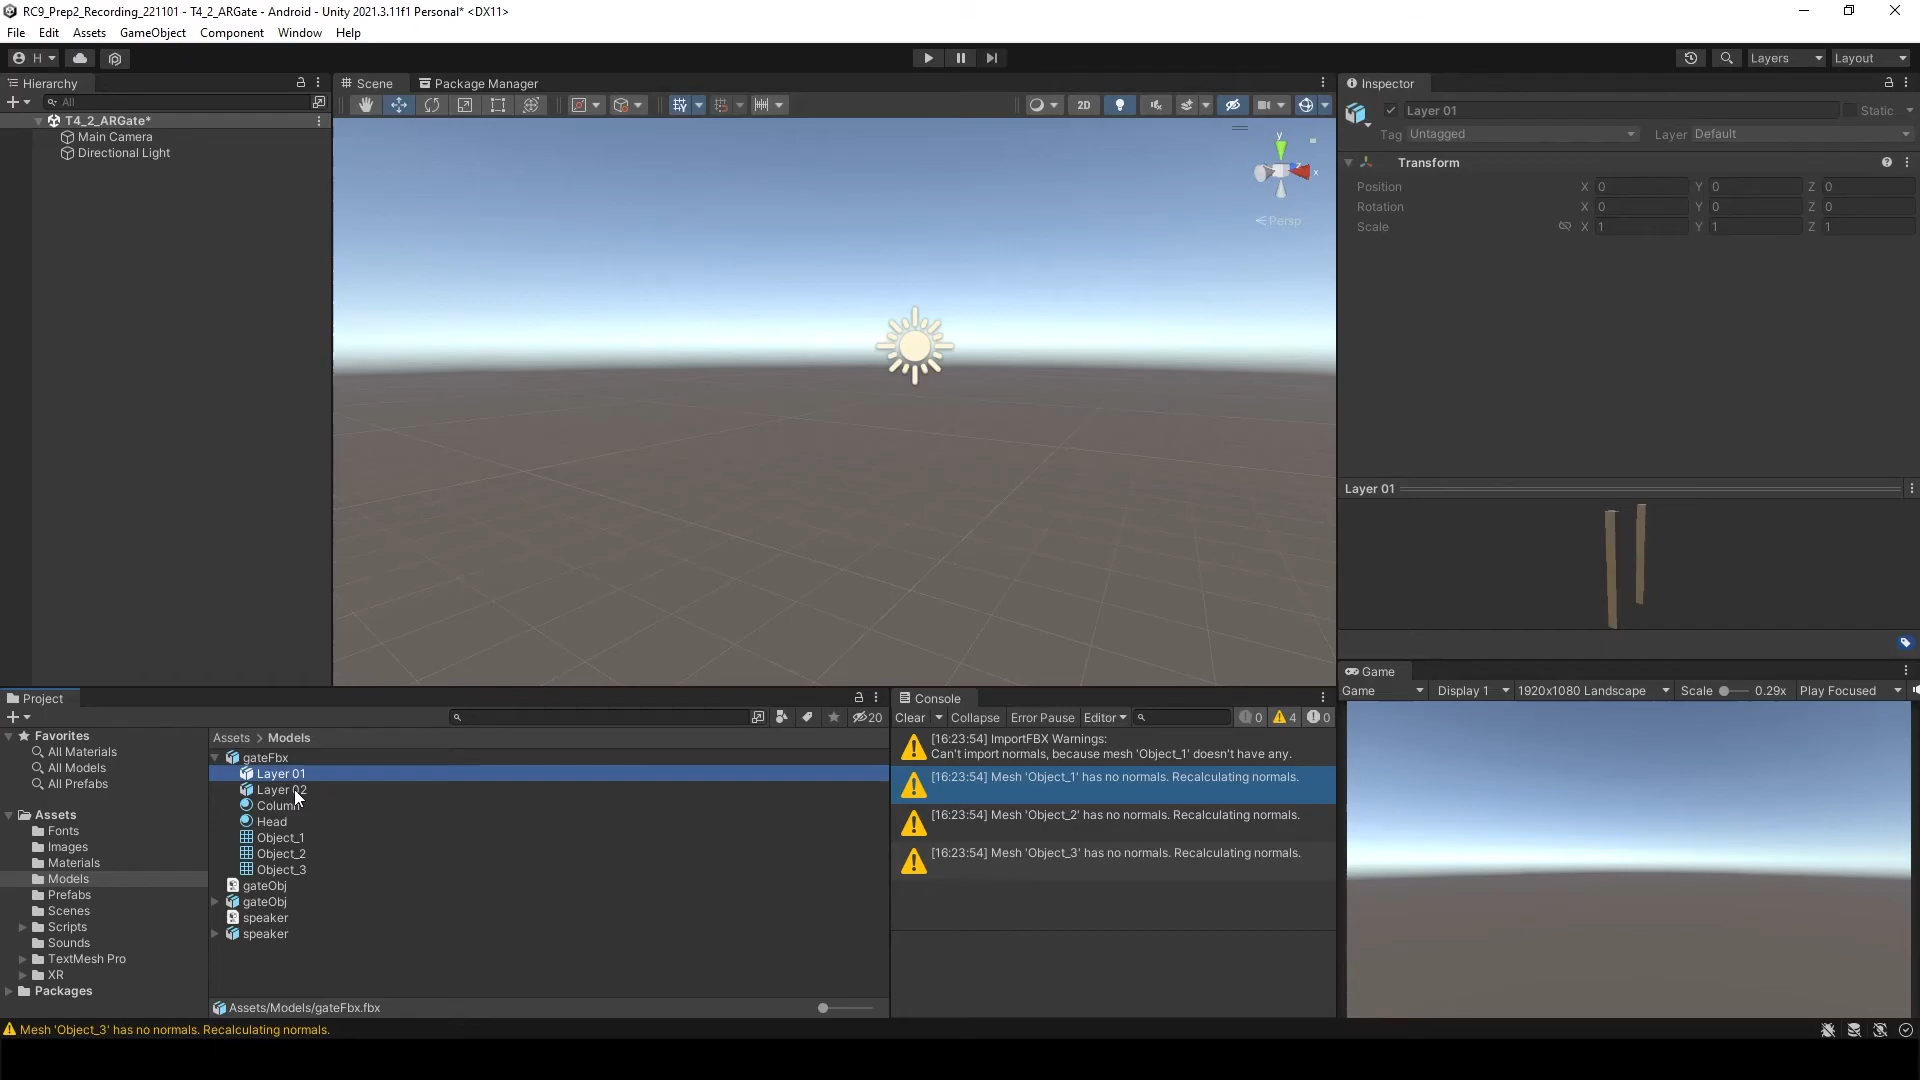 RC9_Prep2_Recording_221101 - T4_2_ARGate - Android - Unity 2021.3.11f1 Personal* <DX11>
File Edit Assets GameObject Component Window Help
H Layers Layout
Hierarchy
All
T4_2_ARGate*
Main Camera
Directional Light
Scene Package Manager
2D
y
x
Persp
Inspector
Layer 01 Static
Tag Untagged Layer Default
Transform
Position X 0 Y 0 Z 0
Rotation X 0 Y 0 Z 0
Scale X 1 Y 1 Z 1
Layer 01
Project
20
Favorites
All Materials
All Models
All Prefabs
Assets
Fonts
Images
Materials
Models
Prefabs
Scenes
Scripts
Sounds
TextMesh Pro
XR
Packages
Assets > Models
gateFbx
Layer 01
Layer 02
Column
Head
Object_1
Object_2
Object_3
gateObj
gateObj
speaker
speaker
Assets/Models/gateFbx.fbx
Console
Clear Collapse Error Pause Editor 0 4 0
[16:23:54] ImportFBX Warnings:
Can't import normals, because mesh 'Object_1' doesn't have any.
[16:23:54] Mesh 'Object_1' has no normals. Recalculating normals.
[16:23:54] Mesh 'Object_2' has no normals. Recalculating normals.
[16:23:54] Mesh 'Object_3' has no normals. Recalculating normals.
Game
Game Display 1 1920x1080 Landscape Scale 0.29x Play Focused
Mesh 'Object_3' has no normals. Recalculating normals.